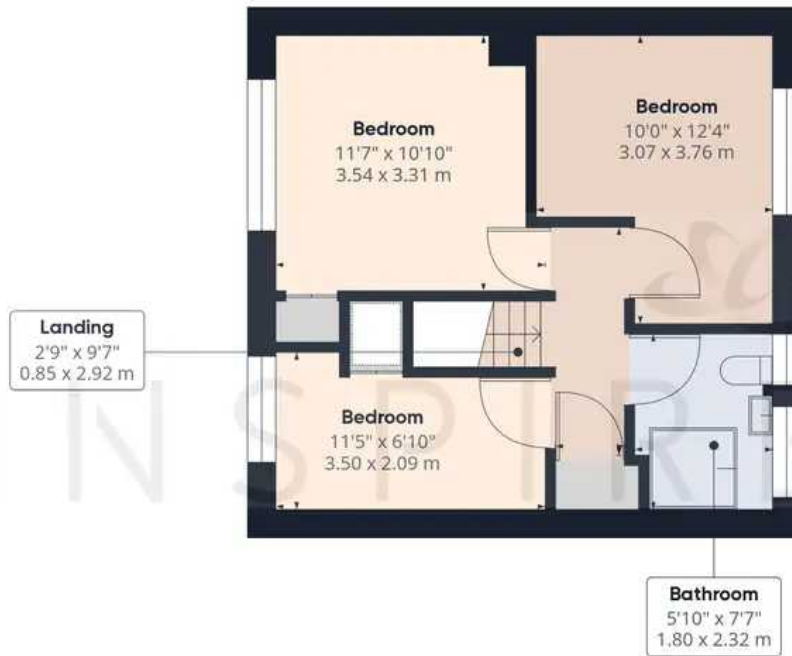 Bedroom
11'7" x 10'10"
3.54 x 3.31 m
Bedroom
10'0" x 12'4"
3.07 x 3.76 m
Landing
2'9" x 9'7"
0.85 x 2.92 m
Bedroom
11'5" x 6'10"
3.50 x 2.09 m
NSPIR
Bathroom
5'10" x 7'7"
1.80 x 2.32 m